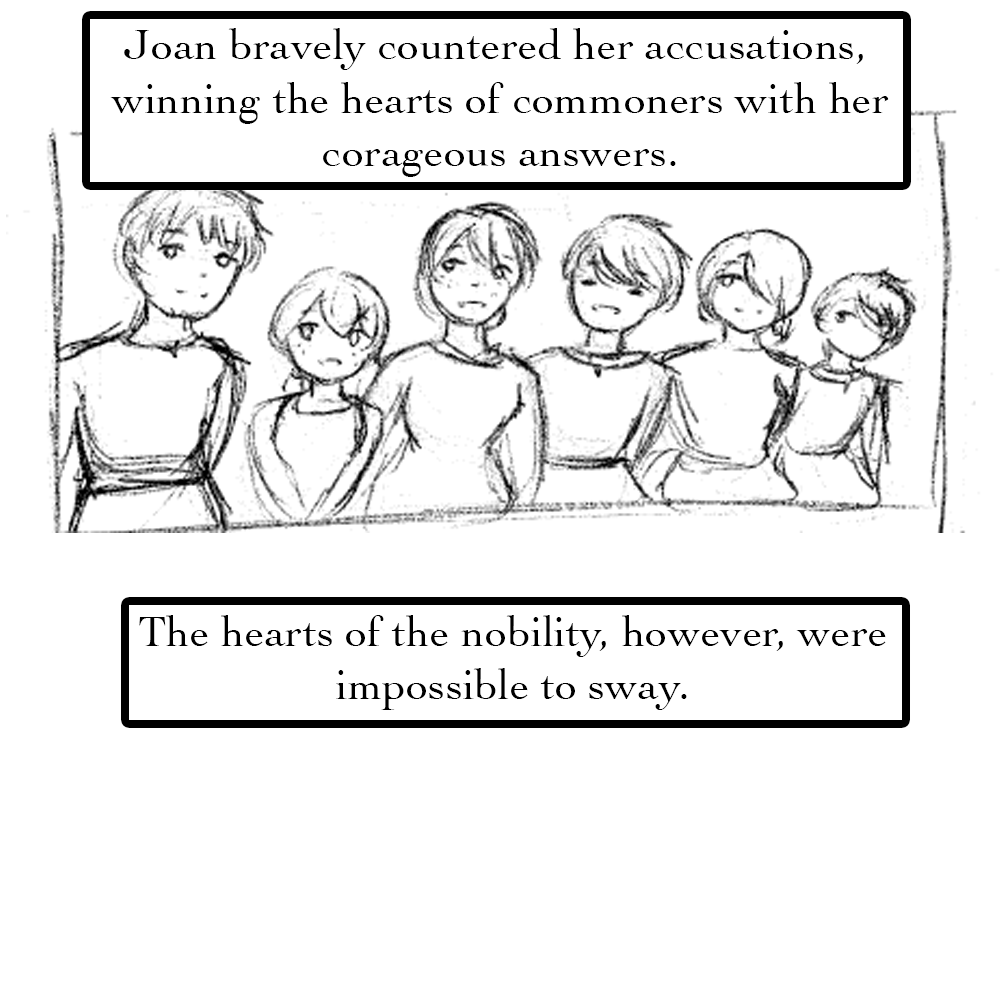 Joan bravely countered her accusations,
winning the hearts of commoners with her
corageous answers.
The hearts of the nobility, however, were
impossible to sway.